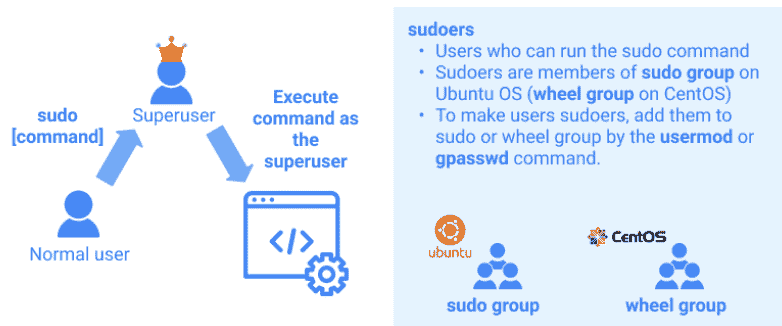 sudo
[command]
Superuser
Execute
command as
the
superuser
Normal user
sudoers
• Users who can run the sudo command
• Sudoers are members of sudo group on
Ubuntu OS (wheel group on CentOS)
• To make users sudoers, add them to
sudo or wheel group by the usermod or
gpasswd command.
ubuntu
CentOS
sudo group
wheel group